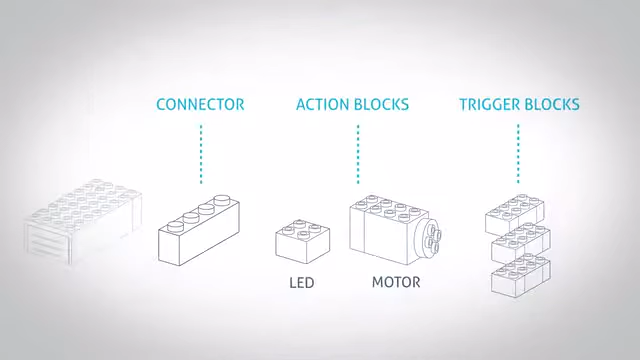 CONNECTOR
ACTION BLOCKS
TRIGGER BLOCKS
LED
MOTOR